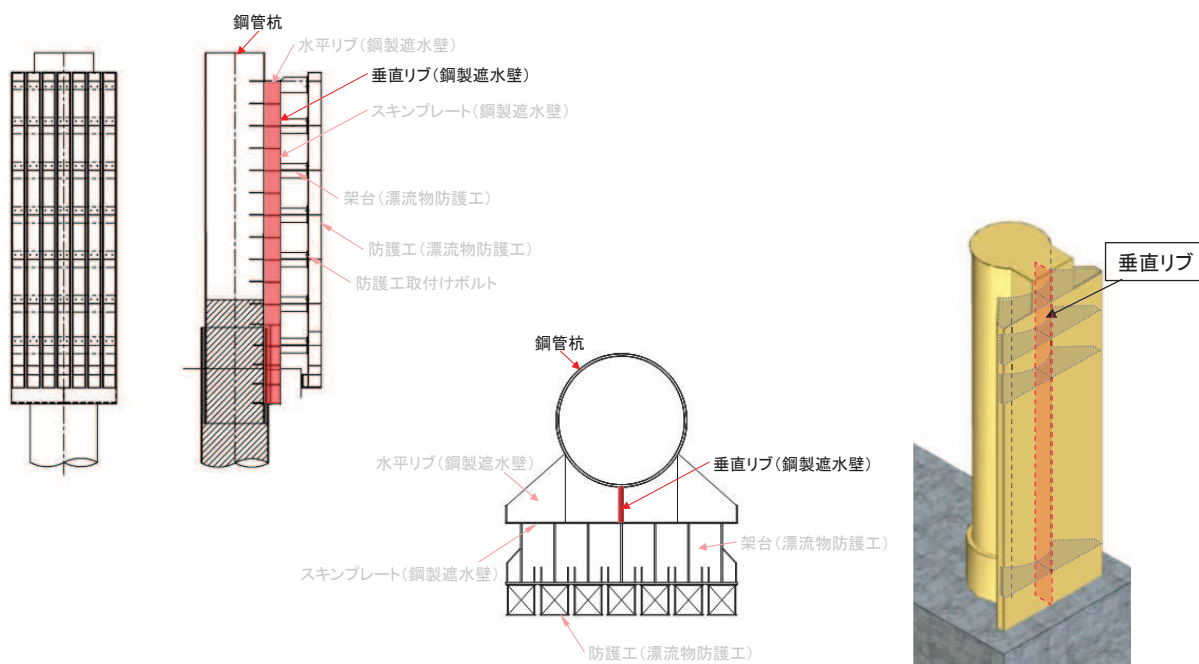 鋼管杭
水平リブ(鋼製遮水壁)
垂直リブ(鋼製遮水壁)
スキンプレート(鋼製遮水壁)
架台(漂流物防護工)
防護工(漂流物防護工)
防護工取付けボルト
鋼管杭
水平リブ(鋼製遮水壁)
垂直リブ(鋼製遮水壁)
架台(漂流物防護工)
スキンプレート(鋼製遮水壁)
防護工(漂流物防護工)
垂直リブ